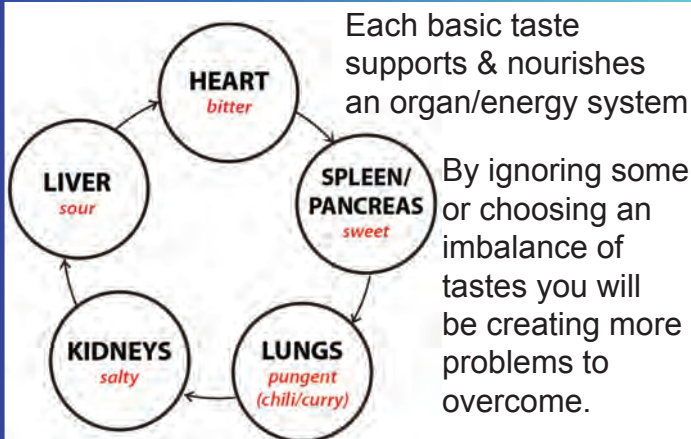 Each basic taste
supports & nourishes
an organ/energy system
HEART
bitter
SPLEEN/
PANCREAS
sweet
LUNGS
pungent
(chili/curry)
KIDNEYS
salty
LIVER
sour
By ignoring some
or choosing an
imbalance of
tastes you will
be creating more
problems to
overcome.